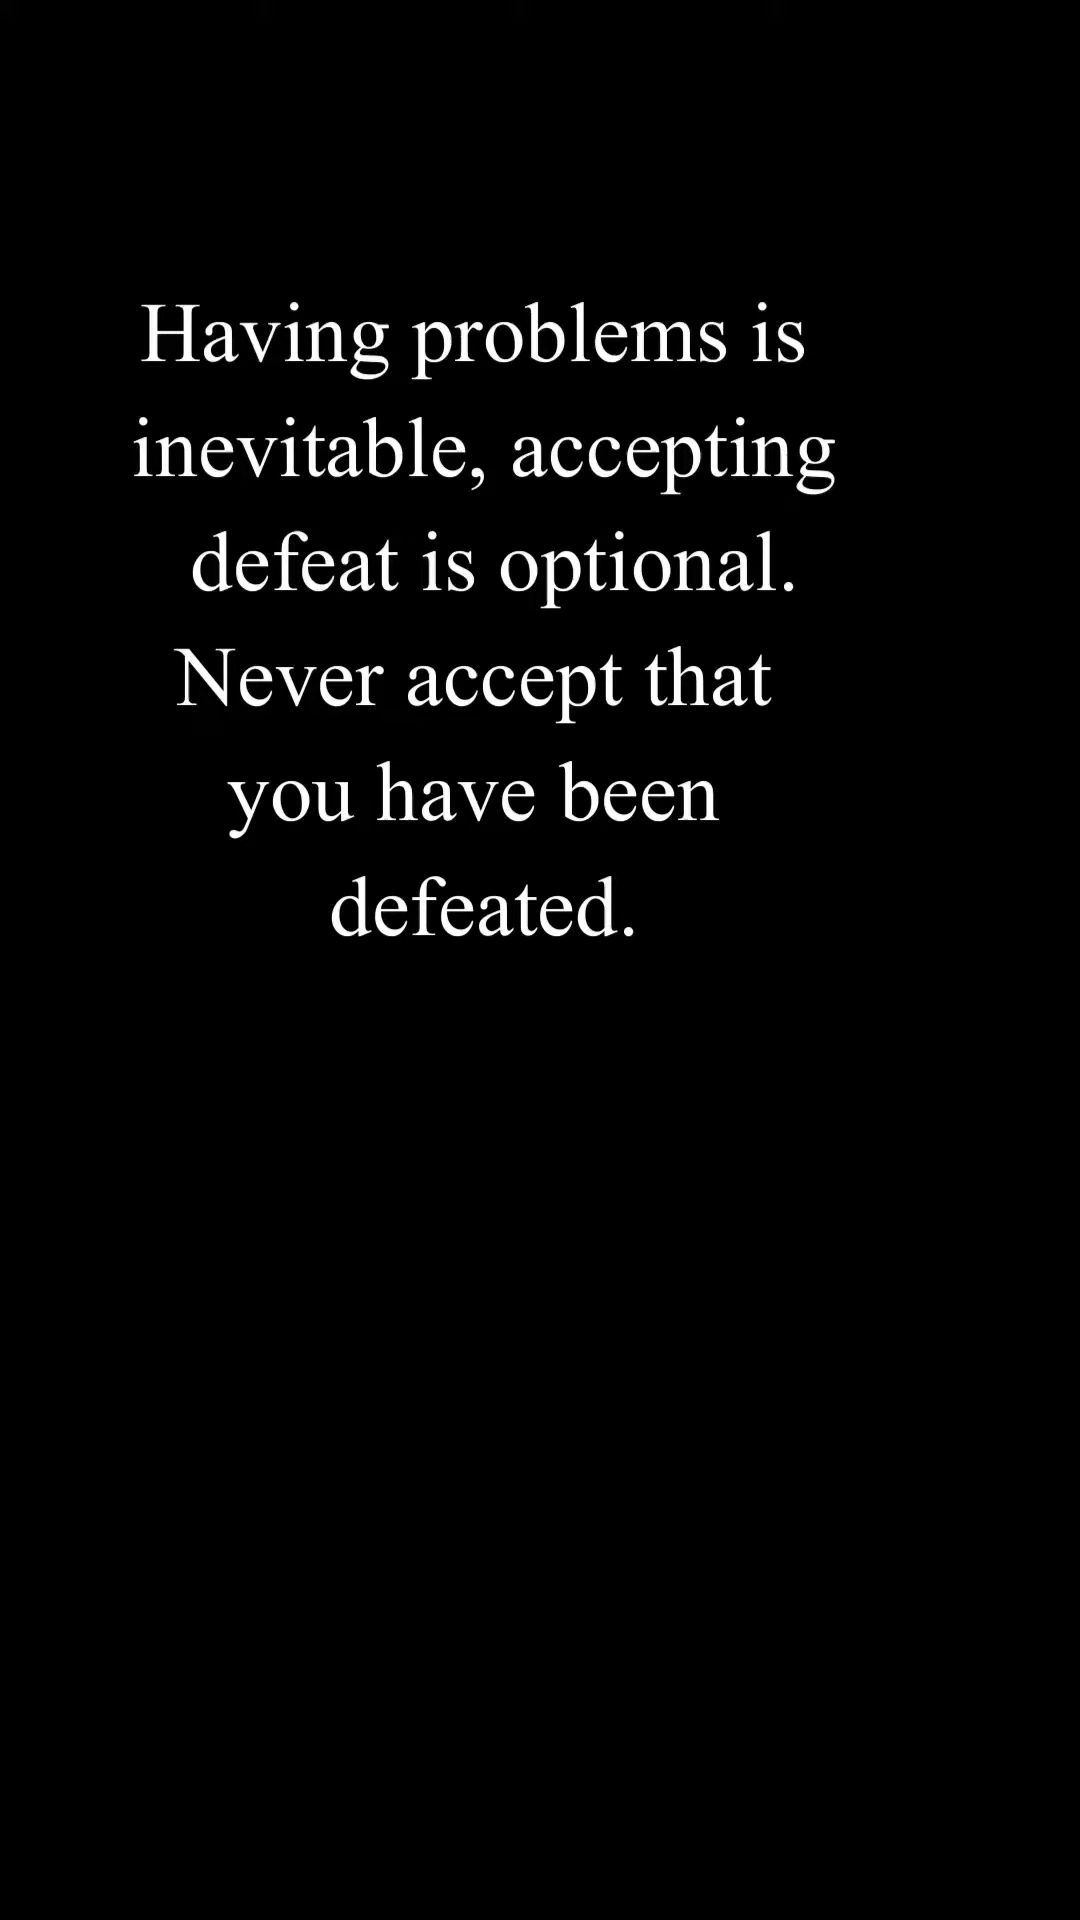 Having problems is
inevitable, accepting
defeat is optional.
Never accept that
you have been
defeated.